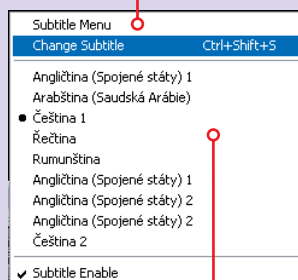 Subtitle Menu
Change Subtitle Ctrl+Shift+S
Angličtina (Spojené státy) 1
Arabština (Saudská Arábie)
Čeština 1
Řečtina
Rumunština
Angličtina (Spojené státy) 1
Angličtina (Spojené státy) 2
Angličtina (Spojené státy) 2
Čeština 2
Subtitle Enable